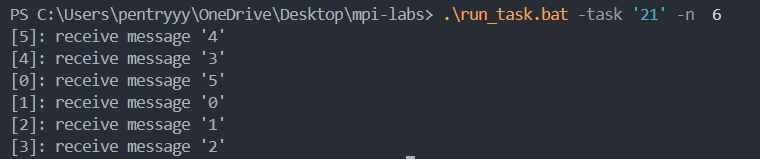 PS C:\Users\pentryyy\OneDrive\Desktop\mpi-labs> .\run_task.bat -task '21' -n  6
[5]: receive message '4'
[4]: receive message '3'
[0]: receive message '5'
[1]: receive message '0'
[2]: receive message '1'
[3]: receive message '2'